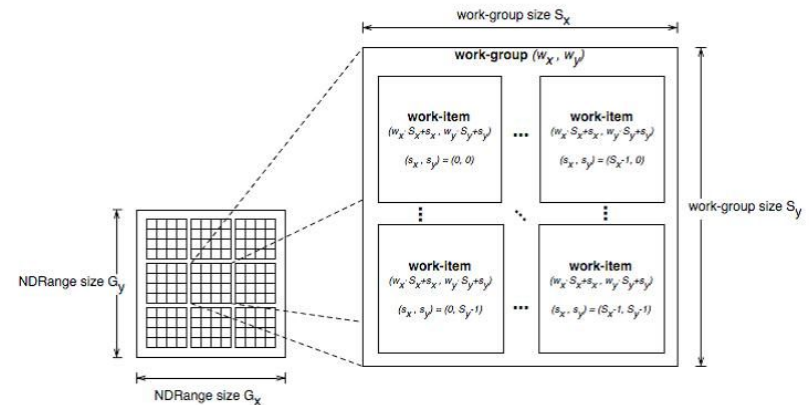 work-group size Sx
work-group (wx, wy)
work-item
(wx·Sx+sx, wy·Sy+sy)
(sx, sy) = (0, 0)
...
work-item
(wx·Sx+sx, wy·Sy+sy)
(sx, sy) = (Sx-1, 0)
work-group size Sy
work-item
(wx·Sx+sx, wy·Sy+sy)
(sx, sy) = (0, Sy-1)
...
work-item
(wx·Sx+sx, wy·Sy+sy)
(sx, sy) = (Sx-1, Sy-1)
NDRange size Gy
NDRange size Gx